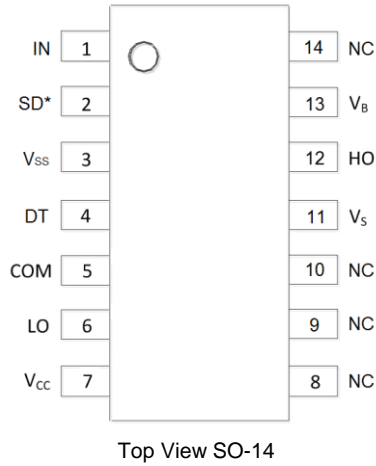 IN 1 14 NC
SD* 2 13 VB
Vss 3 12 HO
DT 4 11 VS
COM 5 10 NC
LO 6 9 NC
VCC 7 8 NC
Top View SO-14